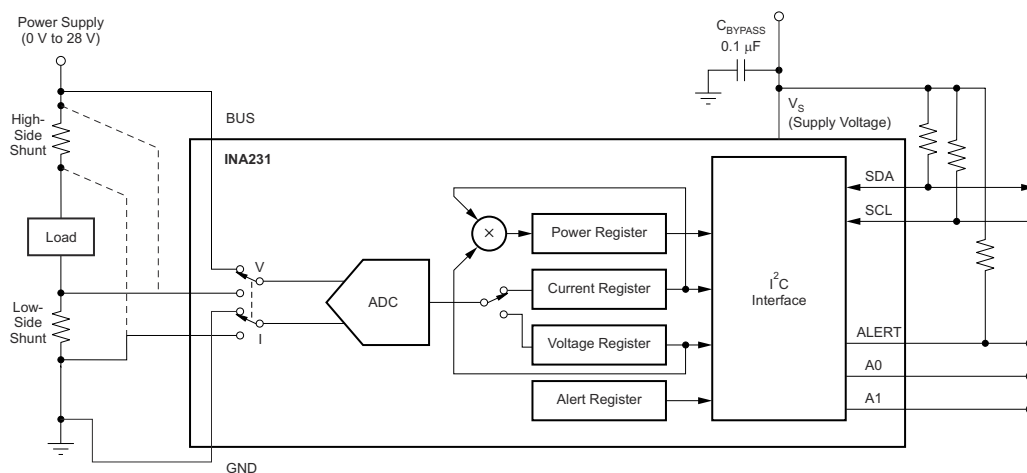 Power Supply
(0 V to 28 V)
C_BYPASS
0.1 μF
V_S
(Supply Voltage)
High-
Side
Shunt
BUS
INA231
SDA
SCL
×
Power Register
Load
V
ADC
Current Register
I²C
Interface
Low-
Side
Shunt
I
Voltage Register
ALERT
A0
Alert Register
A1
GND